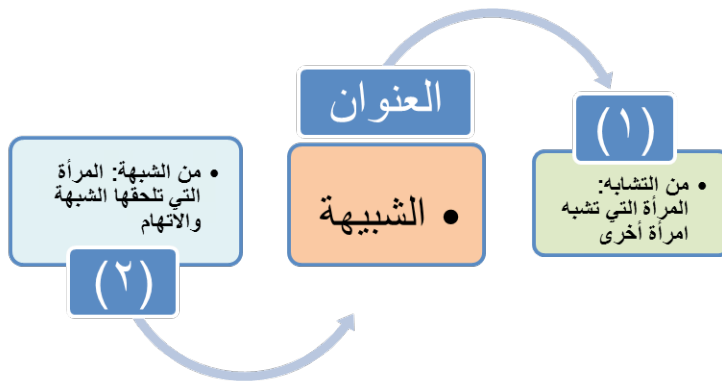 العنوان
• الشبيهة
(١)
• من التشابه:
المرأة التي تشبه
امرأة أخرى
• من الشبهة: المرأة
التي تلحقها الشبهة
والاتهام
(٢)